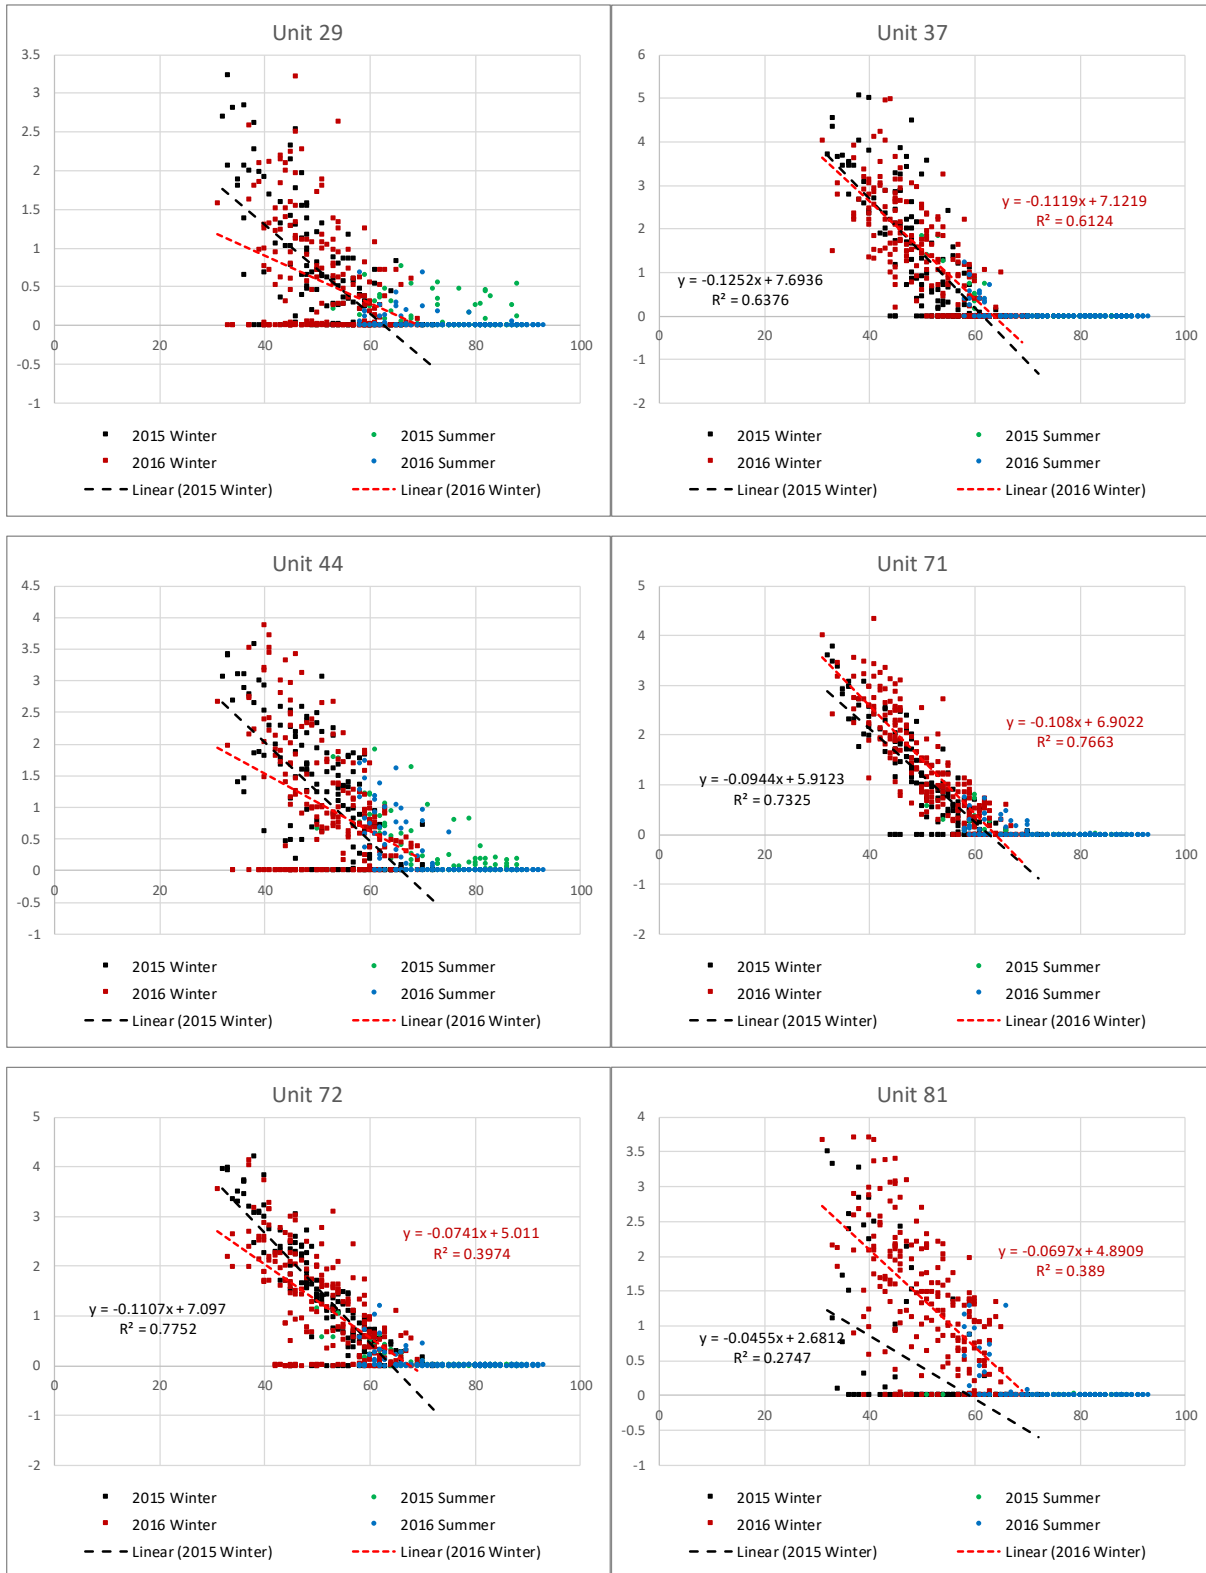 Unit 29
3.5
3
2.5
2
1.5
1
0.5
0
0 20 40 60 80 100
-0.5
-1
2015 Winter 2015 Summer
2016 Winter 2016 Summer
Linear (2015 Winter) Linear (2016 Winter)
Unit 37
6
5
4
3
2
1
0
0 20 40 60 80 100
-1
-2
y = -0.1119x + 7.1219
R² = 0.6124
y = -0.1252x + 7.6936
R² = 0.6376
2015 Winter 2015 Summer
2016 Winter 2016 Summer
Linear (2015 Winter) Linear (2016 Winter)
Unit 44
4.5
4
3.5
3
2.5
2
1.5
1
0.5
0
0 20 40 60 80 100
-0.5
-1
2015 Winter 2015 Summer
2016 Winter 2016 Summer
Linear (2015 Winter) Linear (2016 Winter)
Unit 71
5
4
3
2
1
0
0 20 40 60 80 100
-1
-2
y = -0.108x + 6.9022
R² = 0.7663
y = -0.0944x + 5.9123
R² = 0.7325
2015 Winter 2015 Summer
2016 Winter 2016 Summer
Linear (2015 Winter) Linear (2016 Winter)
Unit 72
5
4
3
2
1
0
0 20 40 60 80 100
-1
-2
y = -0.0741x + 5.011
R² = 0.3974
y = -0.1107x + 7.097
R² = 0.7752
2015 Winter 2015 Summer
2016 Winter 2016 Summer
Linear (2015 Winter) Linear (2016 Winter)
Unit 81
4
3.5
3
2.5
2
1.5
1
0.5
0
0 20 40 60 80 100
-0.5
-1
y = -0.0697x + 4.8909
R² = 0.389
y = -0.0455x + 2.6812
R² = 0.2747
2015 Winter 2015 Summer
2016 Winter 2016 Summer
Linear (2015 Winter) Linear (2016 Winter)